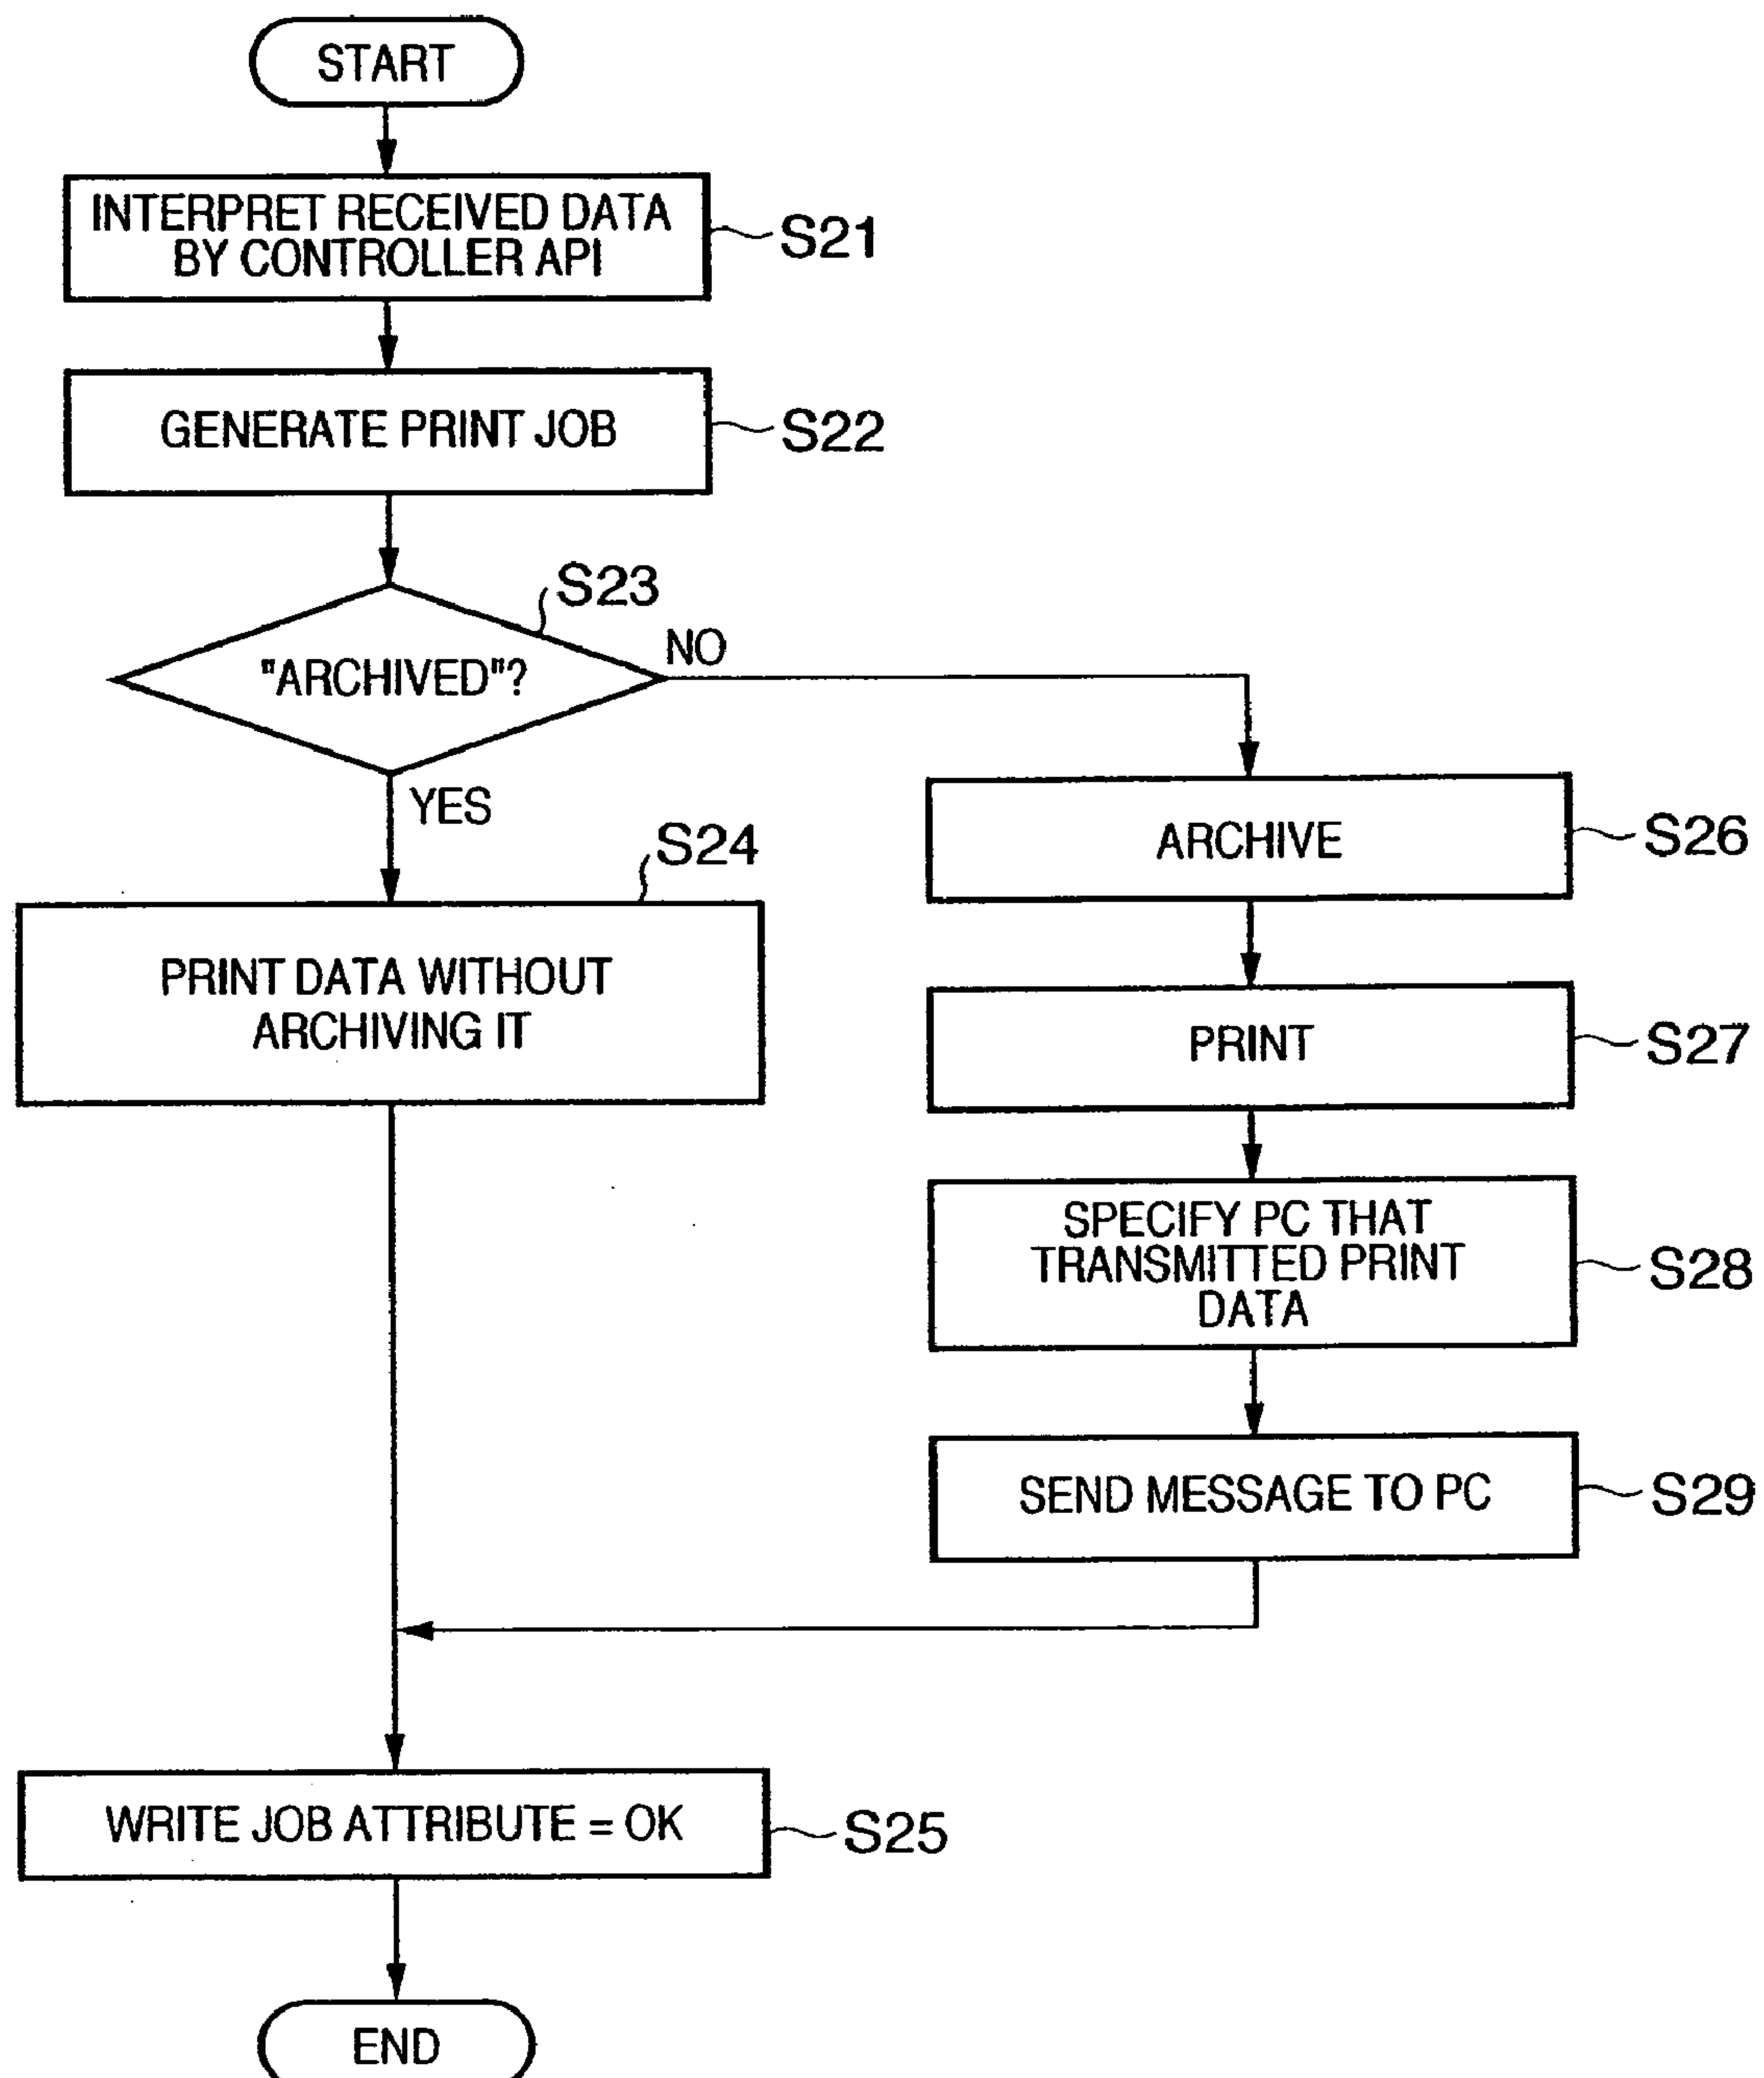 START
INTERPRET RECEIVED DATA
BY CONTROLLER API
S21
GENERATE PRINT JOB
S22
S23
"ARCHIVED"?
NO
YES
S24
PRINT DATA WITHOUT
ARCHIVING IT
ARCHIVE
S26
PRINT
S27
SPECIFY PC THAT
TRANSMITTED PRINT
DATA
S28
SEND MESSAGE TO PC
S29
WRITE JOB ATTRIBUTE = OK
S25
END